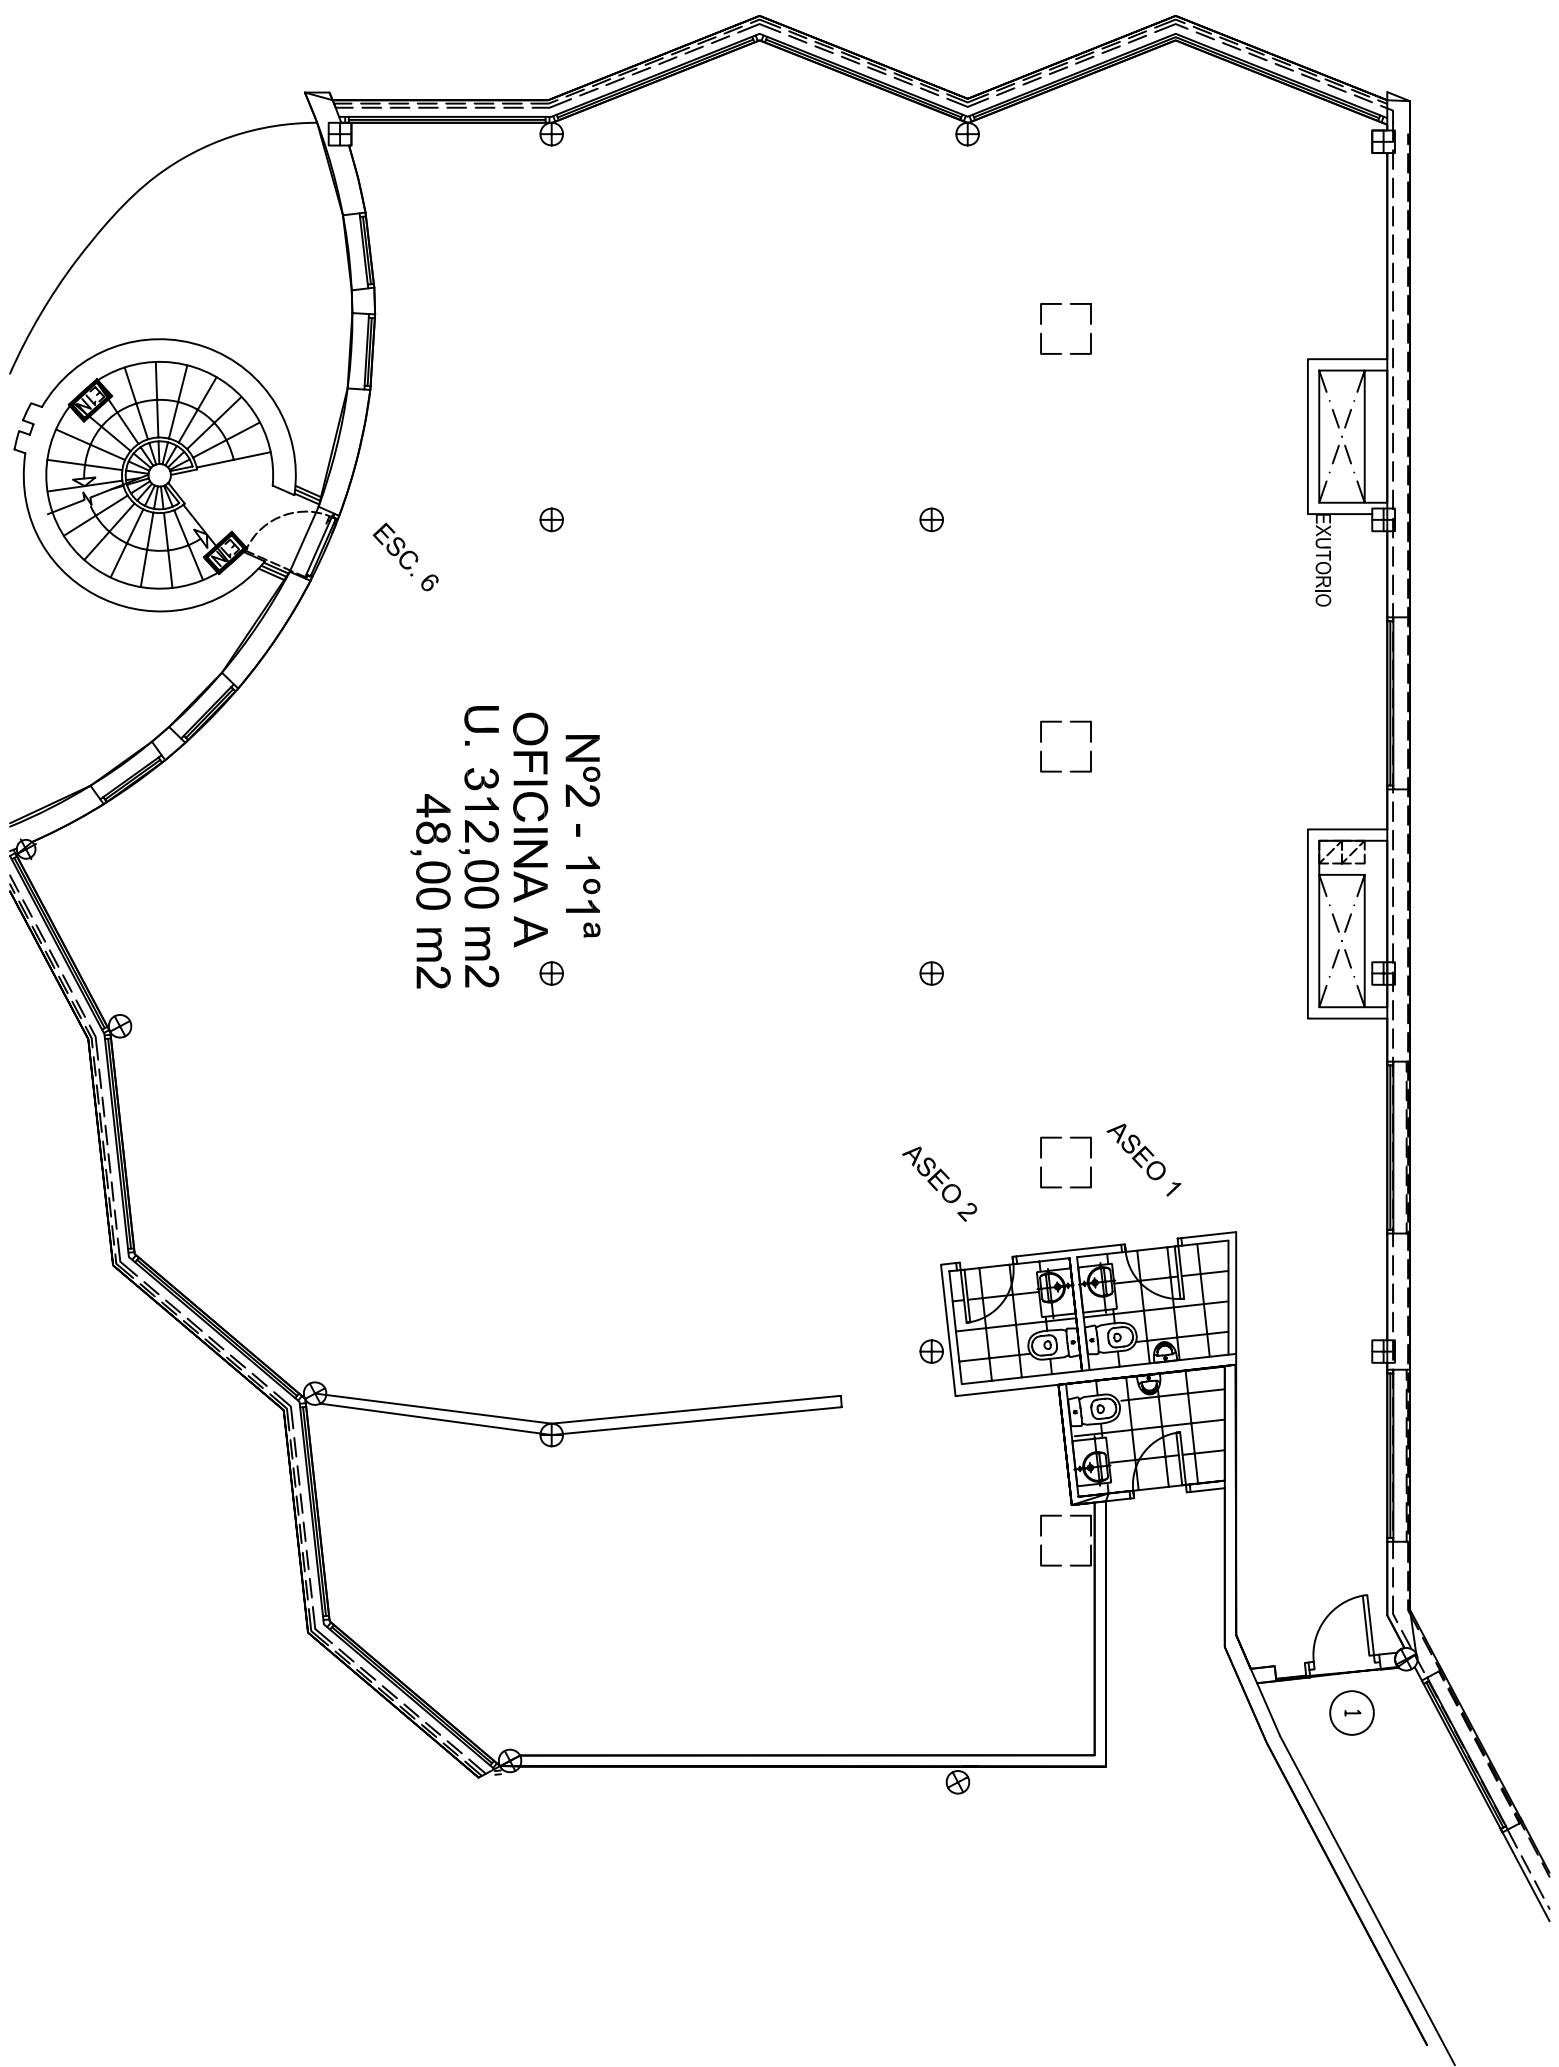 Nº2 - 1º1ª
OFICINA A
U. 312,00 m2
48,00 m2
ESC. 6
EXUTORIO
ASEO 1
ASEO 2
1